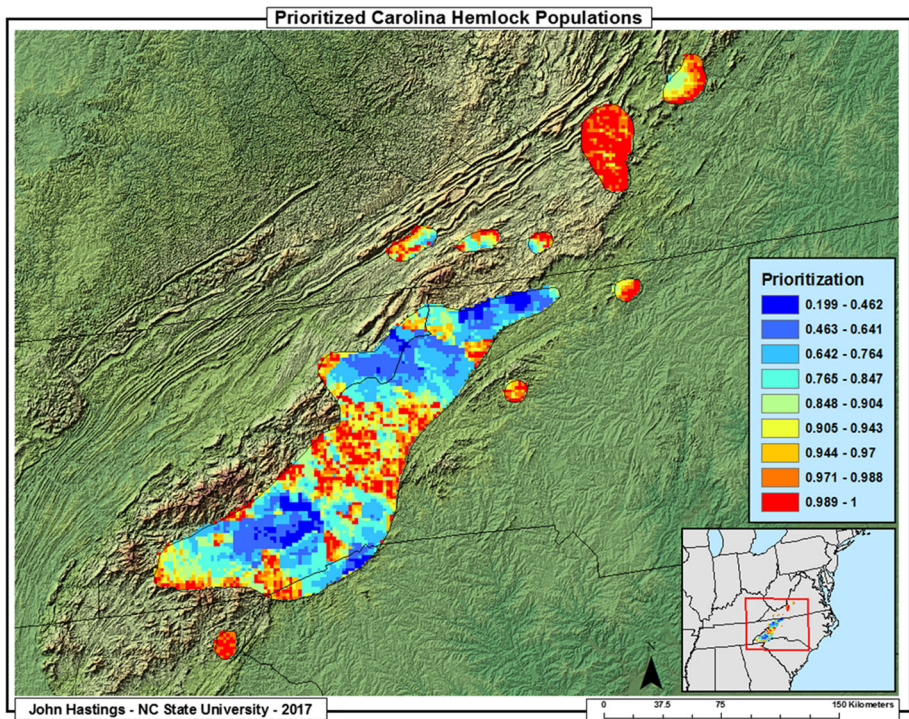 Prioritized Carolina Hemlock Populations
Prioritization
0.199 - 0.462
0.463 - 0.641
0.642 - 0.764
0.765 - 0.847
0.848 - 0.904
0.905 - 0.943
0.944 - 0.97
0.971 - 0.988
0.989 - 1
N
John Hastings - NC State University - 2017
0 37.5 75 150 Kilometers